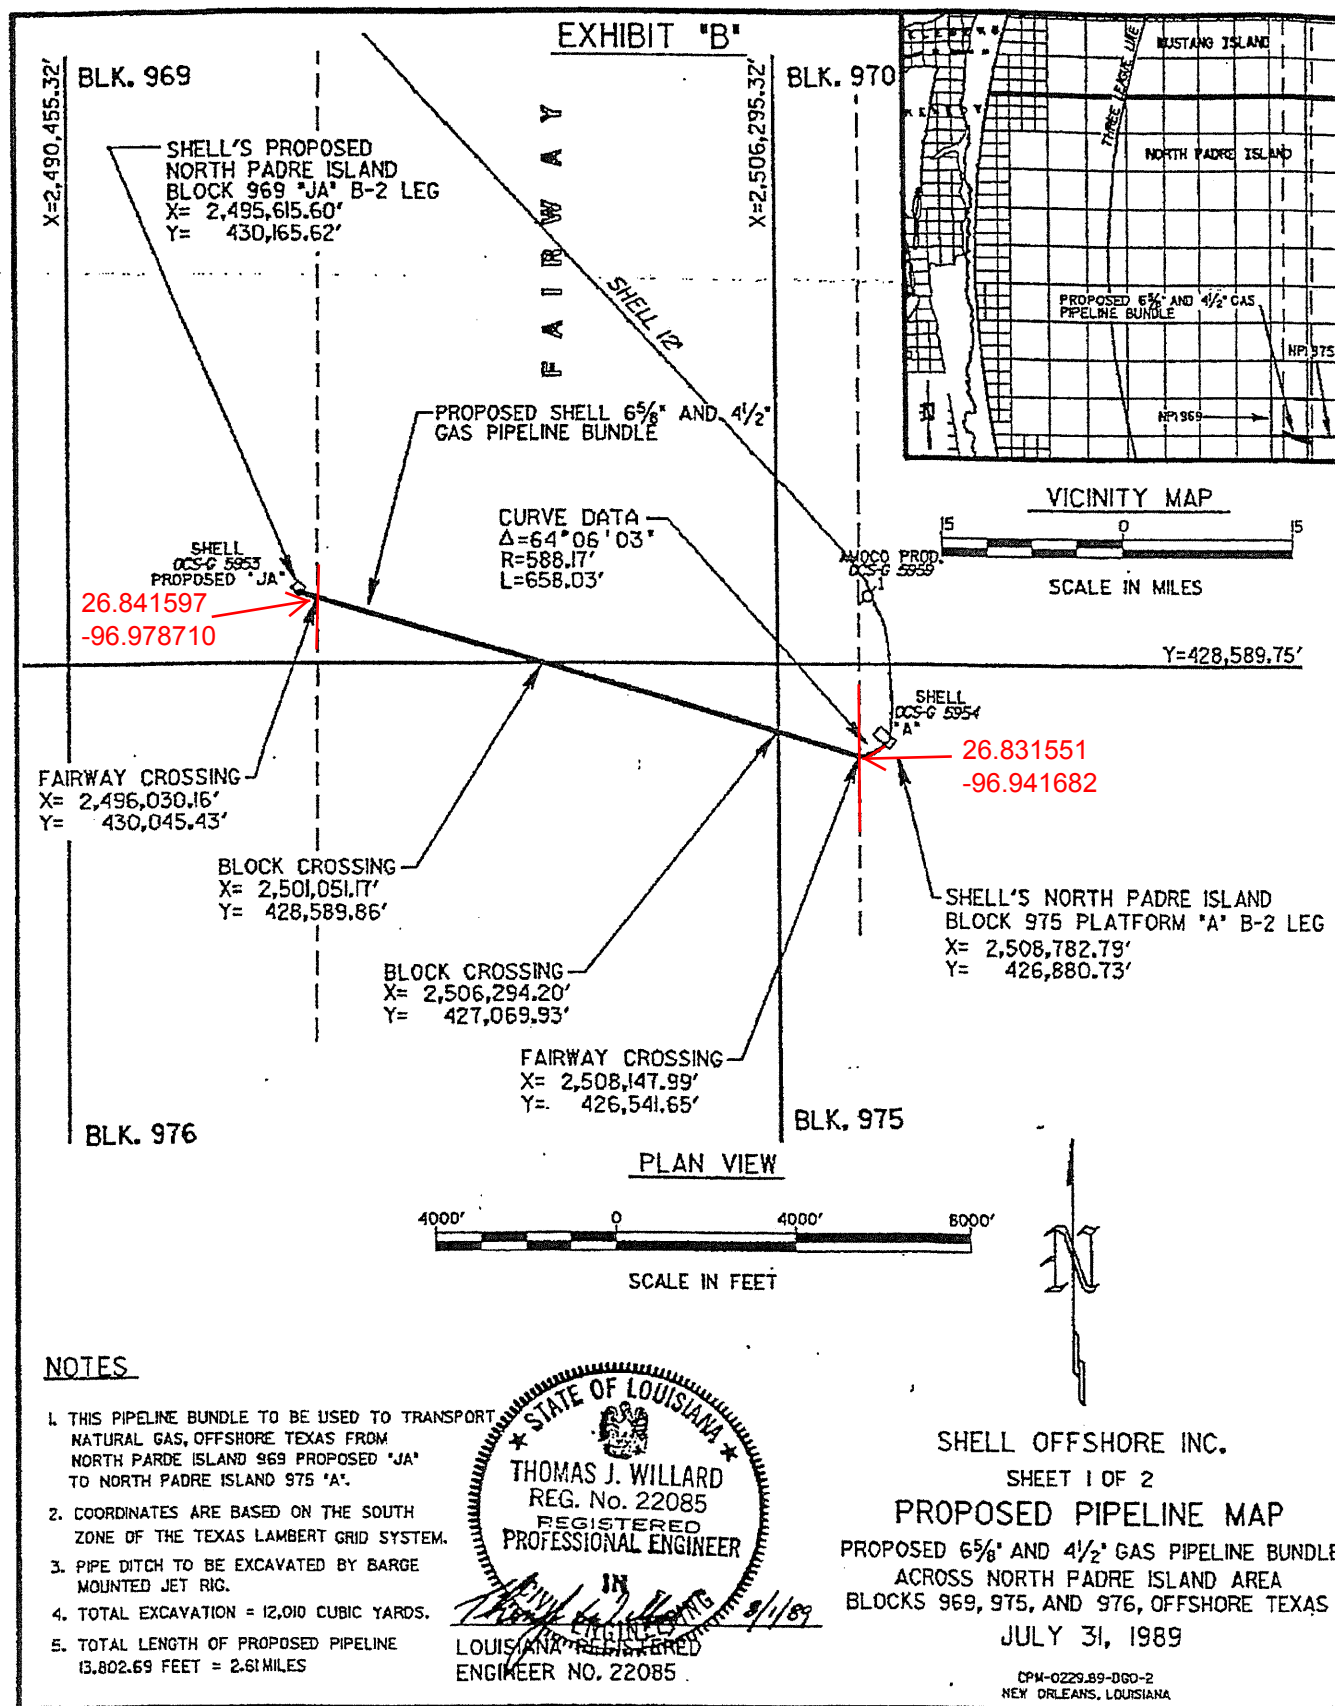 EXHIBIT "B"
X=2,490,455.32'
BLK. 969
X=2,506,295.32'
BLK. 970
SHELL'S PROPOSED
NORTH PADRE ISLAND
BLOCK 969 "JA" B-2 LEG
X= 2,495,615.60'
Y= 430,165.62'
FAIRWAY
SHELL 12"
MUSTANG ISLAND
THREE LEAGUE LINE
NORTH PADRE ISLAND
PROPOSED 6⅝" AND 4½" GAS
PIPELINE BUNDLE
NPI 975
NPI 969
N
VICINITY MAP
15 0 15
SCALE IN MILES
PROPOSED SHELL 6⅝" AND 4½"
GAS PIPELINE BUNDLE
CURVE DATA
Δ=64°06'03"
R=588.17'
L=658.03'
AMOCO PROD.
OCS-G 5959
1
SHELL
OCS-G 5953
PROPOSED "JA"
26.841597
-96.978710
Y=428,589.75'
SHELL
OCS-G 5954
"A"
26.831551
-96.941682
FAIRWAY CROSSING
X= 2,496,030.16'
Y= 430,045.43'
BLOCK CROSSING
X= 2,501,051.17'
Y= 428,589.86'
SHELL'S NORTH PADRE ISLAND
BLOCK 975 PLATFORM "A" B-2 LEG
X= 2,508,782.79'
Y= 426,880.73'
BLOCK CROSSING
X= 2,506,294.20'
Y= 427,069.93'
FAIRWAY CROSSING
X= 2,508,147.99'
Y= 426,541.65'
BLK. 976
BLK. 975
PLAN VIEW
4000' 0 4000' 8000'
SCALE IN FEET
N
NOTES
1. THIS PIPELINE BUNDLE TO BE USED TO TRANSPORT
NATURAL GAS, OFFSHORE TEXAS FROM
NORTH PARDE ISLAND 969 PROPOSED "JA"
TO NORTH PADRE ISLAND 975 "A".
2. COORDINATES ARE BASED ON THE SOUTH
ZONE OF THE TEXAS LAMBERT GRID SYSTEM.
3. PIPE DITCH TO BE EXCAVATED BY BARGE
MOUNTED JET RIG.
4. TOTAL EXCAVATION = 12,010 CUBIC YARDS.
5. TOTAL LENGTH OF PROPOSED PIPELINE
13,802.69 FEET = 2.61 MILES
STATE OF LOUISIANA
THOMAS J. WILLARD
REG. No. 22085
REGISTERED
PROFESSIONAL ENGINEER
IN
CIVIL ENGINEERING
8/1/89
LOUISIANA REGISTERED
ENGINEER NO. 22085
SHELL OFFSHORE INC.
SHEET 1 OF 2
PROPOSED PIPELINE MAP
PROPOSED 6⅝" AND 4½" GAS PIPELINE BUNDLE
ACROSS NORTH PADRE ISLAND AREA
BLOCKS 969, 975, AND 976, OFFSHORE TEXAS
JULY 31, 1989
CPM-0229.89-DGO-2
NEW ORLEANS, LOUISIANA